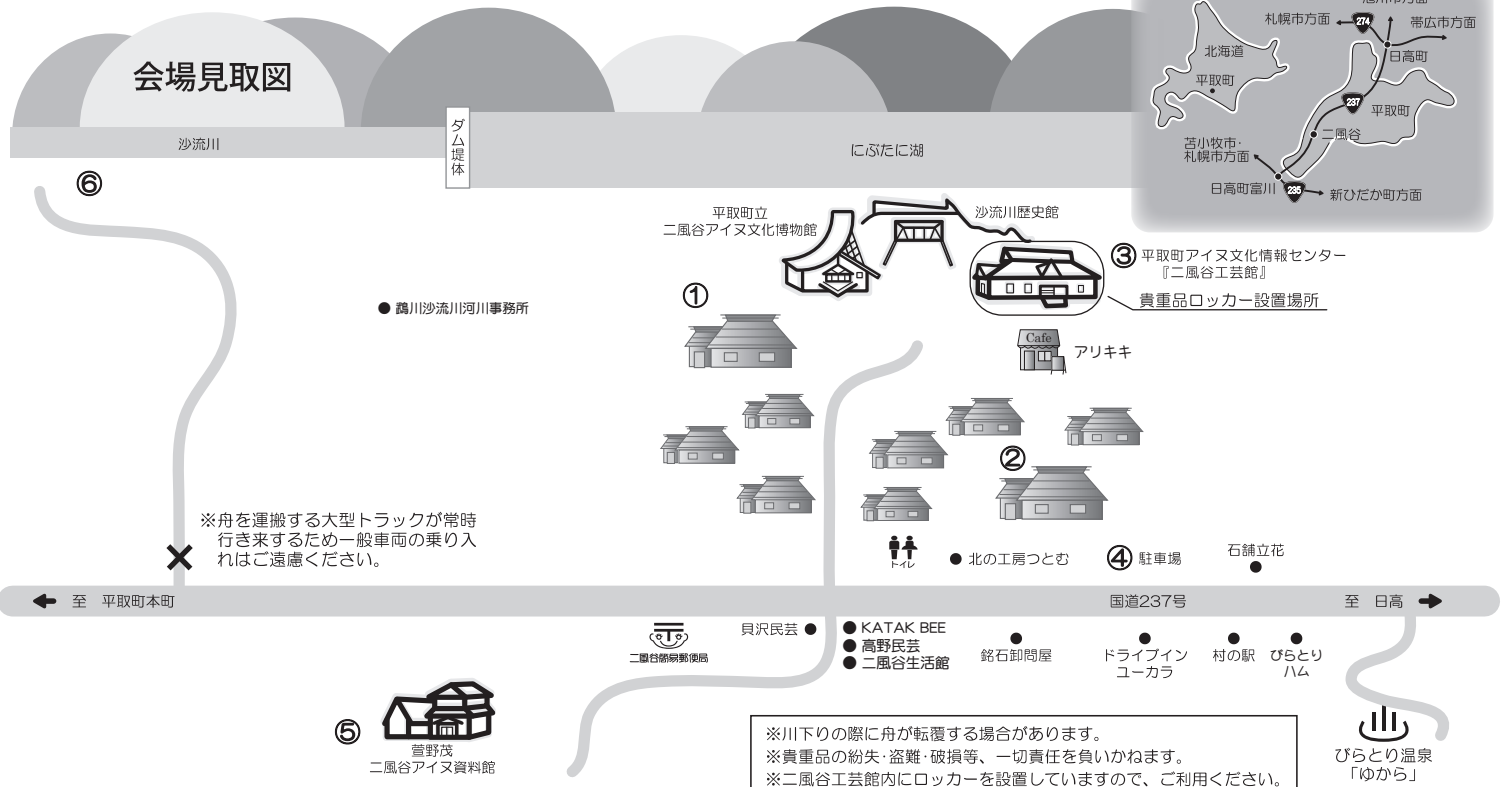 会場見取図
沙流川
ダム堤体
にぶたに湖
札幌市方面
274
帯広市方面
北海道
平取町
日高町
237
平取町
二風谷
苫小牧市・
札幌市方面
日高町富川
235
新ひだか町方面
⑥
平取町立
二風谷アイヌ文化博物館
沙流川歴史館
③ 平取町アイヌ文化情報センター
『二風谷工芸館』
貴重品ロッカー設置場所
①
● 鵡川沙流川河川事務所
Cafe
アリキキ
②
※舟を運搬する大型トラックが常時
行き来するため一般車両の乗り入
れはご遠慮ください。
トイレ
● 北の工房つとむ
④ 駐車場
石舗立花
至 平取町本町
国道237号
至 日高
二風谷簡易郵便局
貝沢民芸 ●
● KATAK BEE
● 高野民芸
● 二風谷生活館
銘石卸問屋
ドライブイン
ユーカラ
村の駅
びらとり
ハム
⑤
萱野茂
二風谷アイヌ資料館
※川下りの際に舟が転覆する場合があります。
※貴重品の紛失・盗難・破損等、一切責任を負いかねます。
※二風谷工芸館内にロッカーを設置していますので、ご利用ください。
びらとり温泉
「ゆから」